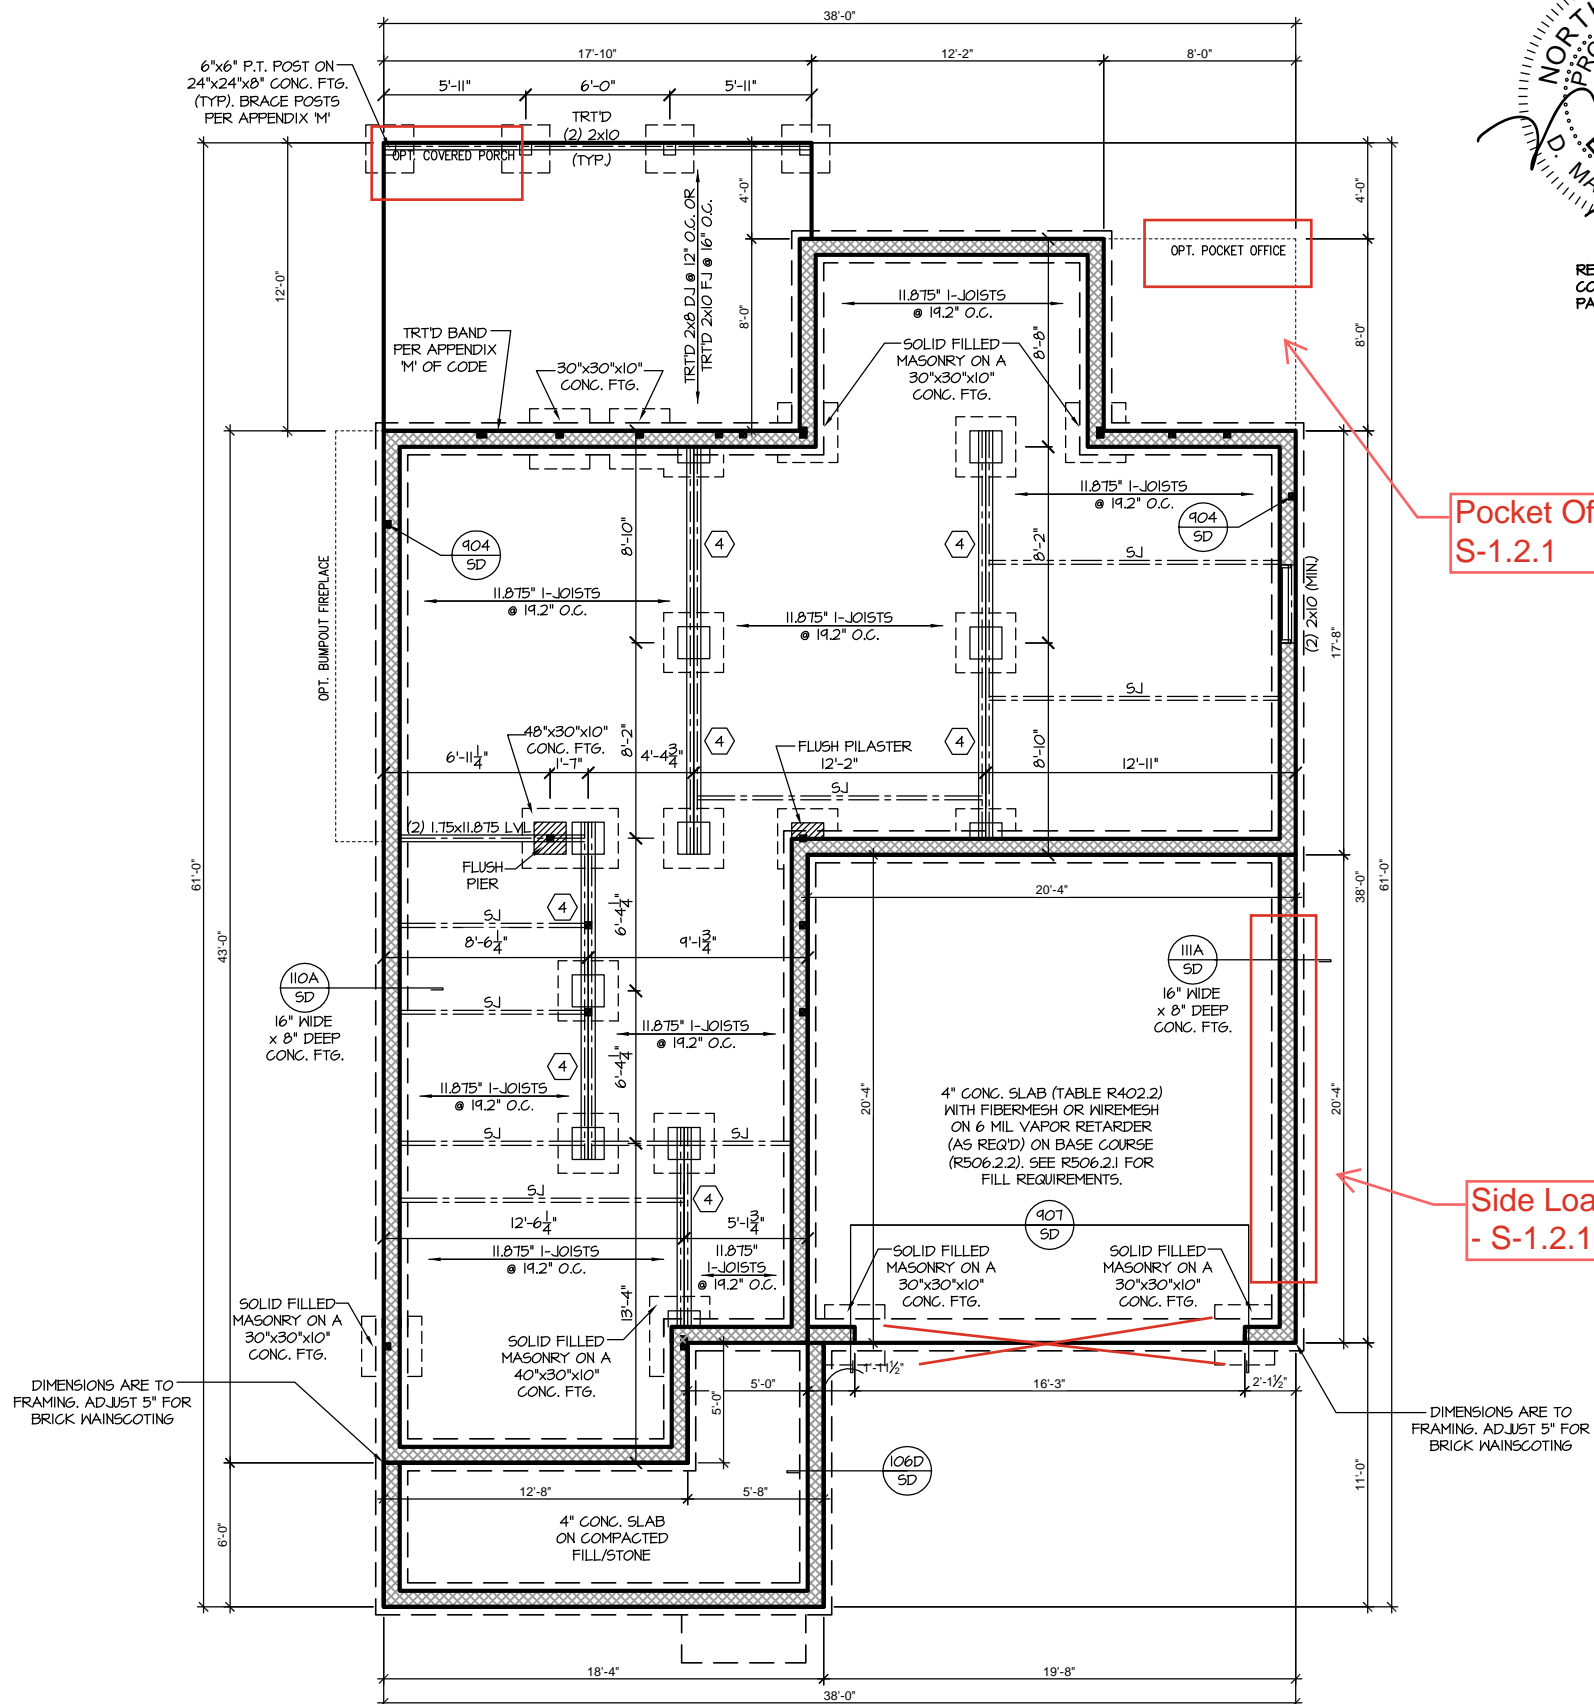 38'-0"
17'-10"
12'-2"
8'-0"
5'-11"
6'-0"
5'-11"
6"x6" P.T. POST ON
24"x24"x8" CONC. FTG.
(TYP). BRACE POSTS
PER APPENDIX 'M'
TRT'D
(2) 2x10
(TYP.)
OPT. COVERED PORCH
NORTH
D.
12'-0"
4'-0"
8'-0"
TRT'D 2x8 DJ @ 12" O.C. OR
TRT'D 2x10 FJ @ 16" O.C.
4'-0"
8'-0"
OPT. POCKET OFFICE
11.875" I-JOISTS
@ 19.2" O.C.
8'-8"
TRT'D BAND
PER APPENDIX
'M' OF CODE
30"x30"x10"
CONC. FTG.
SOLID FILLED
MASONRY ON A
30"x30"x10"
CONC. FTG.
Pocket Of
S-1.2.1
904
SD
8'-10"
4
4
8'-2"
11.875" I-JOISTS
@ 19.2" O.C.
904
SD
SJ
OPT. BUMPOUT FIREPLACE
11.875" I-JOISTS
@ 19.2" O.C.
11.875" I-JOISTS
@ 19.2" O.C.
(2) 2x10 (MIN.)
17'-8"
SJ
48"x30"x10"
CONC. FTG.
8'-2"
4
4
8'-10"
FLUSH PILASTER
6'-11 1/4"
1'-7"
4'-4 3/4"
12'-2"
12'-11"
SJ
(2) 1.75x11.875 LVL
FLUSH
PIER
61'-0"
43'-0"
38'-0"
61'-0"
20'-4"
4
6'-4 1/4"
SJ
8'-6 1/4"
9'-1 3/4"
110A
SD
16" WIDE
x 8" DEEP
CONC. FTG.
111A
SD
16" WIDE
x 8" DEEP
CONC. FTG.
SJ
11.875" I-JOISTS
@ 19.2" O.C.
4
6'-4 1/4"
11.875" I-JOISTS
@ 19.2" O.C.
20'-4"
20'-4"
4" CONC. SLAB (TABLE R402.2)
WITH FIBERMESH OR WIREMESH
ON 6 MIL VAPOR RETARDER
(AS REQ'D) ON BASE COURSE
(R506.2.2). SEE R506.2.1 FOR
FILL REQUIREMENTS.
SJ
SJ
SJ
4
Side Loa
- S-1.2.1
12'-6 1/4"
5'-1 3/4"
907
SD
11.875" I-JOISTS
@ 19.2" O.C.
11.875"
I-JOISTS
@ 19.2" O.C.
SOLID FILLED
MASONRY ON A
30"x30"x10"
CONC. FTG.
SOLID FILLED
MASONRY ON A
30"x30"x10"
CONC. FTG.
SOLID FILLED
MASONRY ON A
30"x30"x10"
CONC. FTG.
13'-4"
SOLID FILLED
MASONRY ON A
40"x30"x10"
CONC. FTG.
1'-11½"
5'-0"
16'-3"
2'-1½"
5'-0"
DIMENSIONS ARE TO
FRAMING. ADJUST 5" FOR
BRICK WAINSCOTING
DIMENSIONS ARE TO
FRAMING. ADJUST 5" FOR
BRICK WAINSCOTING
106D
SD
12'-8"
5'-8"
6'-0"
11'-0"
4" CONC. SLAB
ON COMPACTED
FILL/STONE
18'-4"
19'-8"
38'-0"